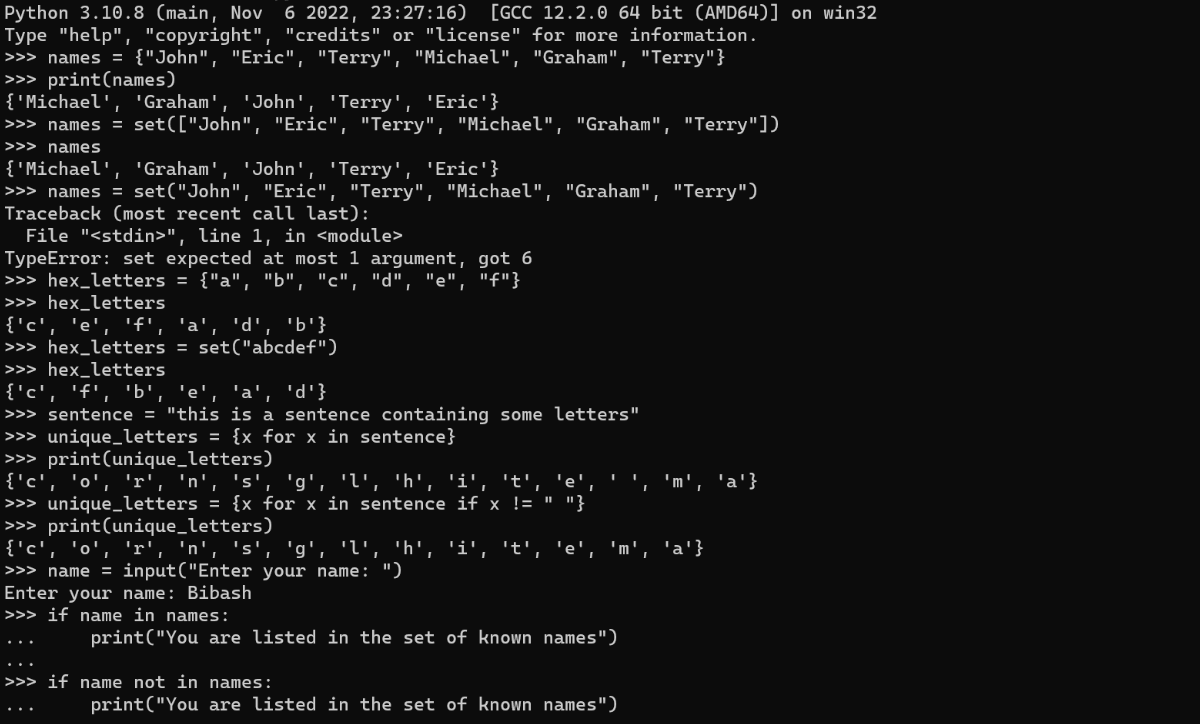 Python 3.10.8 (main, Nov  6 2022, 23:27:16)  [GCC 12.2.0 64 bit (AMD64)] on win32
Type "help", "copyright", "credits" or "license" for more information.
>>> names = {"John", "Eric", "Terry", "Michael", "Graham", "Terry"}
>>> print(names)
{'Michael', 'Graham', 'John', 'Terry', 'Eric'}
>>> names = set(["John", "Eric", "Terry", "Michael", "Graham", "Terry"])
>>> names
{'Michael', 'Graham', 'John', 'Terry', 'Eric'}
>>> names = set("John", "Eric", "Terry", "Michael", "Graham", "Terry")
Traceback (most recent call last):
  File "<stdin>", line 1, in <module>
TypeError: set expected at most 1 argument, got 6
>>> hex_letters = {"a", "b", "c", "d", "e", "f"}
>>> hex_letters
{'c', 'e', 'f', 'a', 'd', 'b'}
>>> hex_letters = set("abcdef")
>>> hex_letters
{'c', 'f', 'b', 'e', 'a', 'd'}
>>> sentence = "this is a sentence containing some letters"
>>> unique_letters = {x for x in sentence}
>>> print(unique_letters)
{'c', 'o', 'r', 'n', 's', 'g', 'l', 'h', 'i', 't', 'e', ' ', 'm', 'a'}
>>> unique_letters = {x for x in sentence if x != " "}
>>> print(unique_letters)
{'c', 'o', 'r', 'n', 's', 'g', 'l', 'h', 'i', 't', 'e', 'm', 'a'}
>>> name = input("Enter your name: ")
Enter your name: Bibash
>>> if name in names:
...     print("You are listed in the set of known names")
...
>>> if name not in names:
...     print("You are listed in the set of known names")